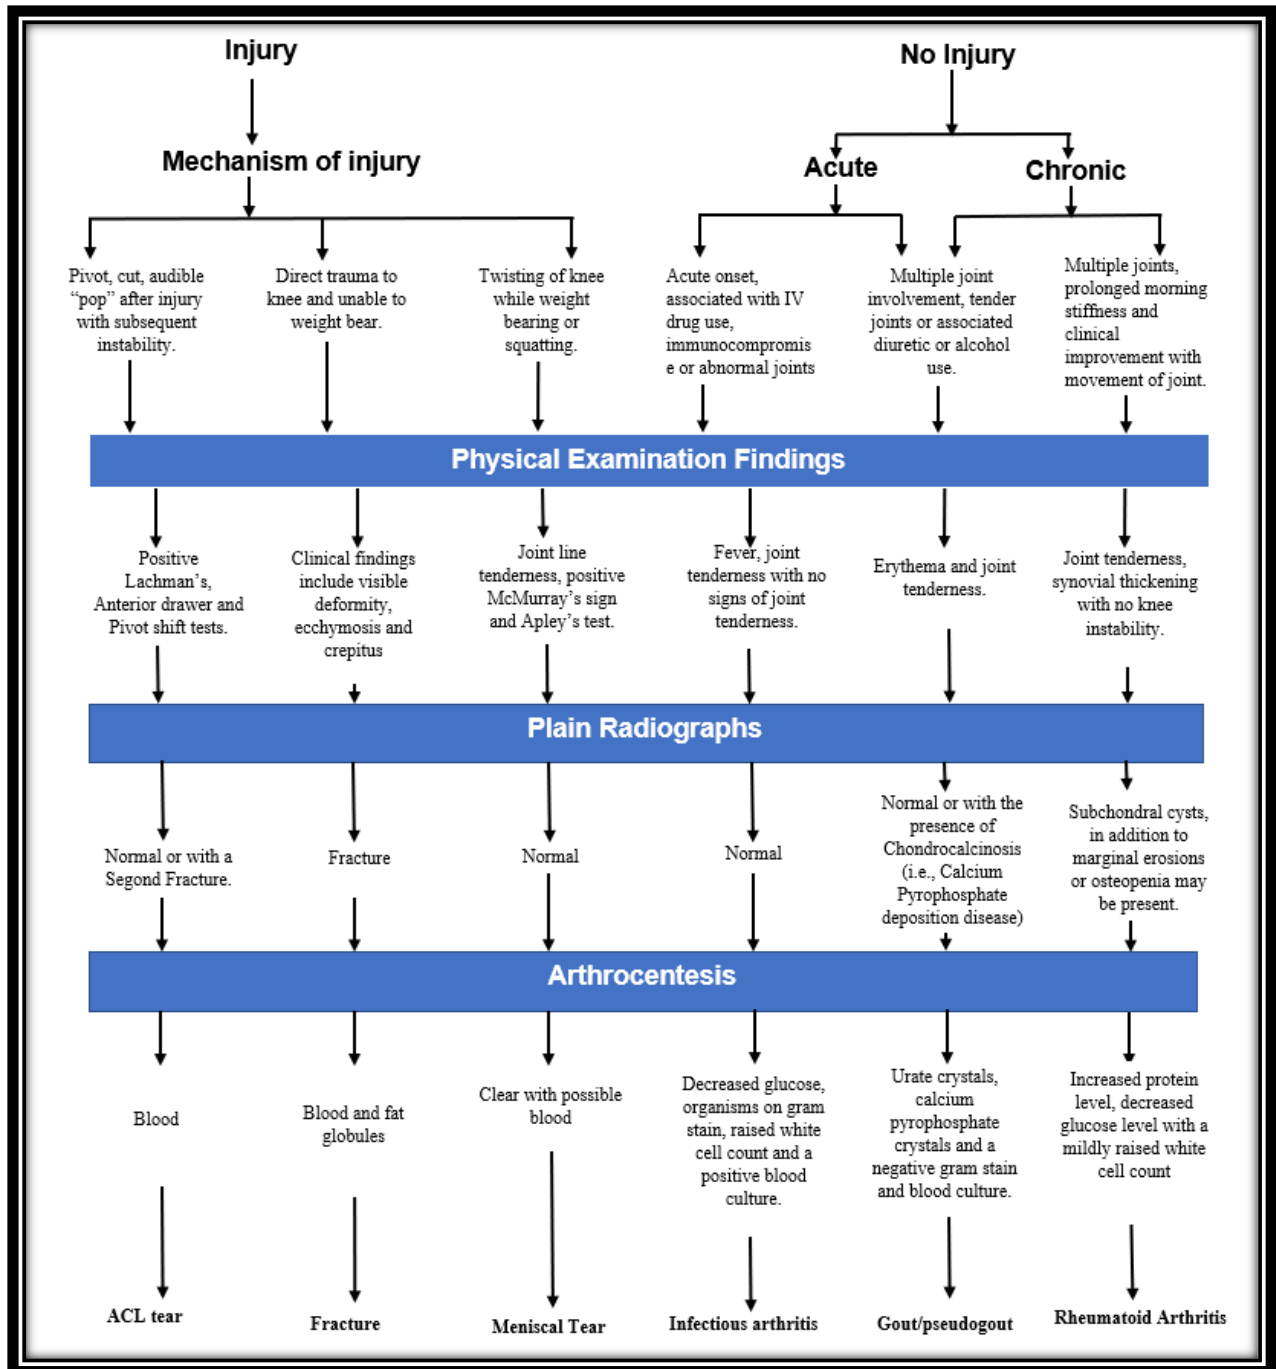 Injury
No Injury
Mechanism of injury
Acute
Chronic
Pivot, cut, audible
“pop” after injury
with subsequent
instability.
Direct trauma to
knee and unable to
weight bear.
Twisting of knee
while weight
bearing or
squatting.
Acute onset,
associated with IV
drug use,
immunocompromis
e or abnormal joints
Multiple joint
involvement, tender
joints or associated
diuretic or alcohol
use.
Multiple joints,
prolonged morning
stiffness and
clinical
improvement with
movement of joint.
Physical Examination Findings
Positive
Lachman’s,
Anterior drawer and
Pivot shift tests.
Clinical findings
include visible
deformity,
ecchymosis and
crepitus
Joint line
tenderness, positive
McMurray’s sign
and Apley’s test.
Fever, joint
tenderness with no
signs of joint
tenderness.
Erythema and joint
tenderness.
Joint tenderness,
synovial thickening
with no knee
instability.
Plain Radiographs
Normal or with a
Segond Fracture.
Fracture
Normal
Normal
Normal or with the
presence of
Chondrocalcinosis
(i.e., Calcium
Pyrophosphate
deposition disease)
Subchondral cysts,
in addition to
marginal erosions
or osteopenia may
be present.
Arthrocentesis
Blood
Blood and fat
globules
Clear with possible
blood
Decreased glucose,
organisms on gram
stain, raised white
cell count and a
positive blood
culture.
Urate crystals,
calcium
pyrophosphate
crystals and a
negative gram stain
and blood culture.
Increased protein
level, decreased
glucose level with a
mildly raised white
cell count
ACL tear
Fracture
Meniscal Tear
Infectious arthritis
Gout/pseudogout
Rheumatoid Arthritis